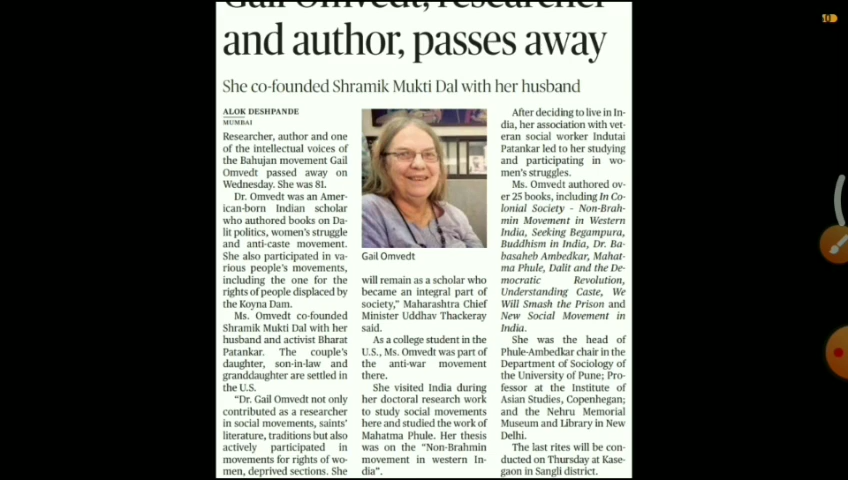 Gail Omvedt, researcher
and author, passes away
She co-founded Shramik Mukti Dal with her husband
ALOK DESHPANDE
MUMBAI
Researcher, author and one
of the intellectual voices of
the Bahujan movement Gail
Omvedt passed away on
Wednesday. She was 81.
Dr. Omvedt was an Amer-
ican-born Indian scholar
who authored books on Da-
lit politics, women's struggle
and anti-caste movement.
She also participated in va-
rious people's movements,
including the one for the
rights of people displaced by
the Koyna Dam.
Ms. Omvedt co-founded
Shramik Mukti Dal with her
husband and activist Bharat
Patankar. The couple's
daughter, son-in-law and
granddaughter are settled in
the U.S.
"Dr. Gail Omvedt not only
contributed as a researcher
in social movements, saints'
literature, traditions but also
actively participated in
movements for rights of wo-
men, deprived sections. She
Gail Omvedt
will remain as a scholar who
became an integral part of
society," Maharashtra Chief
Minister Uddhav Thackeray
said.
As a college student in the
U.S., Ms. Omvedt was part of
the anti-war movement
there.
She visited India during
her doctoral research work
to study social movements
here and studied the work of
Mahatma Phule. Her thesis
was on the "Non-Brahmin
movement in western In-
dia".
After deciding to live in In-
dia, her association with vet-
eran social worker Indutai
Patankar led to her studying
and participating in wo-
men's struggles.
Ms. Omvedt authored ov-
er 25 books, including In Co-
lonial Society - Non-Brah-
min Movement in Western
India, Seeking Begampura,
Buddhism in India, Dr. Ba-
basaheb Ambedkar, Mahat-
ma Phule, Dalit and the De-
mocratic Revolution,
Understanding Caste, We
Will Smash the Prison and
New Social Movement in
India.
She was the head of
Phule-Ambedkar chair in the
Department of Sociology of
the University of Pune; Pro-
fessor at the Institute of
Asian Studies, Copenhegan;
and the Nehru Memorial
Museum and Library in New
Delhi.
The last rites will be con-
ducted on Thursday at Kase-
gaon in Sangli district.